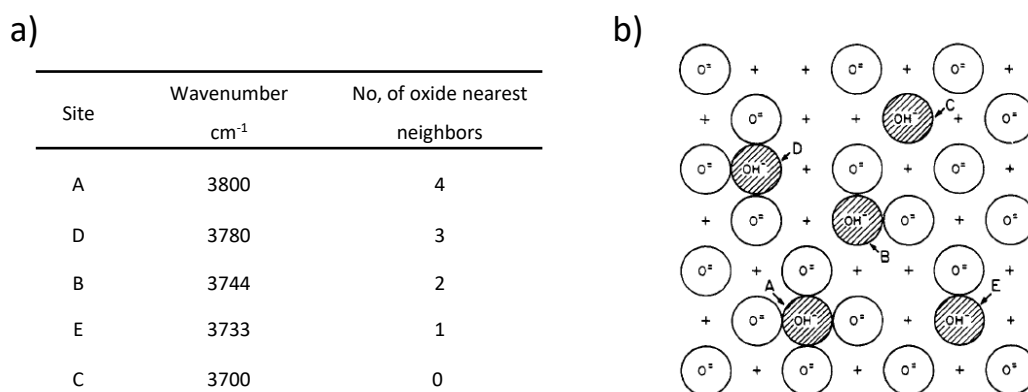 a)
Site Wavenumber cm-1 No, of oxide nearest neighbors
A 3800 4
D 3780 3
B 3744 2
E 3733 1
C 3700 0
b)
O= + + O= + O= +
C
+ O= + + OH- + O=
D
O= OH- + O= + O= +
+ O= + OH- O= + O=
B
O= + O= + + O= +
A E
+ O= OH- O= + OH- +
O= + O= + O= + O=